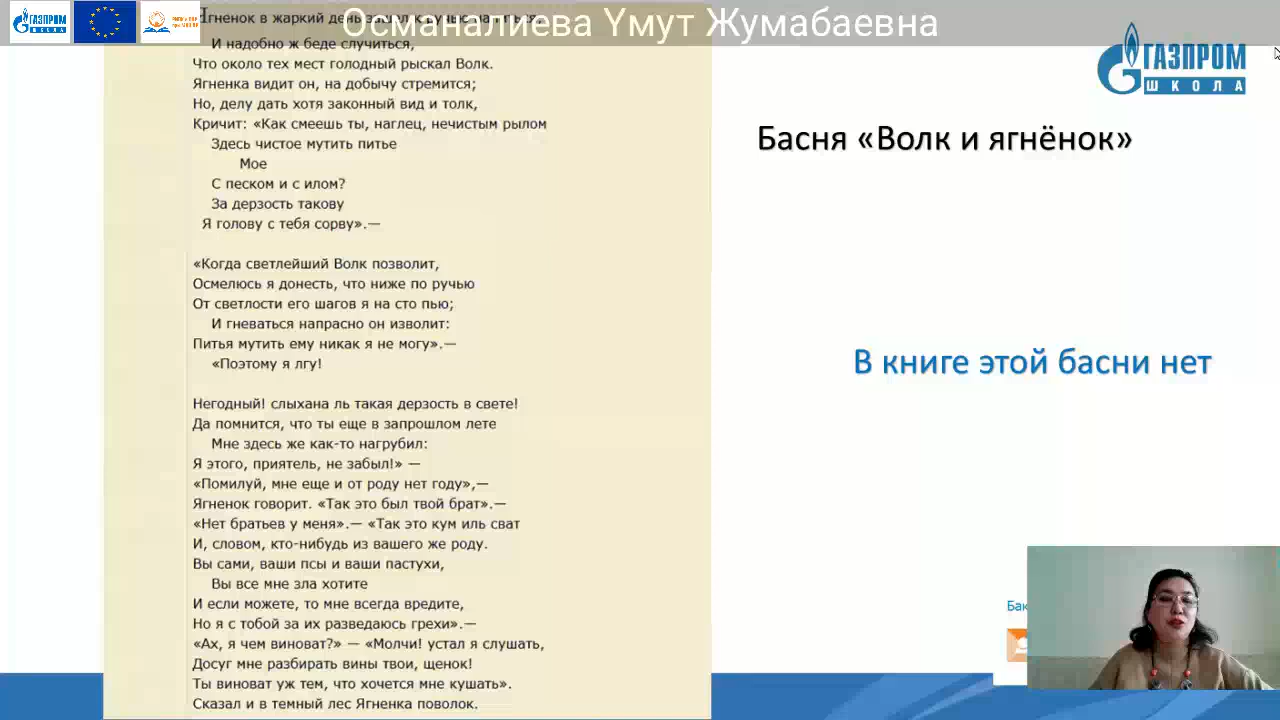 Османалиева Үмут Жумабаевна
ГАЗПРОМ
ШКОЛА
Ягненок в жаркий день
И надобно ж беде случиться,
Что около тех мест голодный рыскал Волк.
Ягненка видит он, на добычу стремится;
Но, делу дать хотя законный вид и толк,
Кричит: «Как смеешь ты, наглец, нечистым рылом
Здесь чистое мутить питье
Мое
С песком и с илом?
За дерзость такову
Я голову с тебя сорву».—
«Когда светлейший Волк позволит,
Осмелюсь я донесть, что ниже по ручью
От светлости его шагов я на сто пью;
И гневаться напрасно он изволит:
Питья мутить ему никак я не могу».—
«Поэтому я лгу!
Негодный! слыхана ль такая дерзость в свете!
Да помнится, что ты еще в запрошлом лете
Мне здесь же как-то нагрубил:
Я этого, приятель, не забыл!» —
«Помилуй, мне еще и от роду нет году»,—
Ягненок говорит. «Так это был твой брат».—
«Нет братьев у меня».— «Так это кум иль сват
И, словом, кто-нибудь из вашего же роду.
Вы сами, ваши псы и ваши пастухи,
Вы все мне зла хотите
И если можете, то мне всегда вредите,
Но я с тобой за их разведаюсь грехи».—
«Ах, я чем виноват?» — «Молчи! устал я слушать,
Досуг мне разбирать вины твои, щенок!
Ты виноват уж тем, что хочется мне кушать».
Сказал и в темный лес Ягненка поволок.
ГАЗПРОМ
ШКОЛА
Басня «Волк и ягнёнок»
В книге этой басни нет